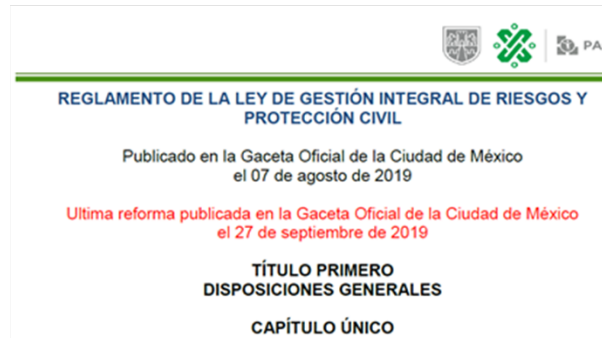 PA
REGLAMENTO DE LA LEY DE GESTIÓN INTEGRAL DE RIESGOS Y
PROTECCIÓN CIVIL
Publicado en la Gaceta Oficial de la Ciudad de México
el 07 de agosto de 2019
Ultima reforma publicada en la Gaceta Oficial de la Ciudad de México
el 27 de septiembre de 2019
TÍTULO PRIMERO
DISPOSICIONES GENERALES
CAPÍTULO ÚNICO